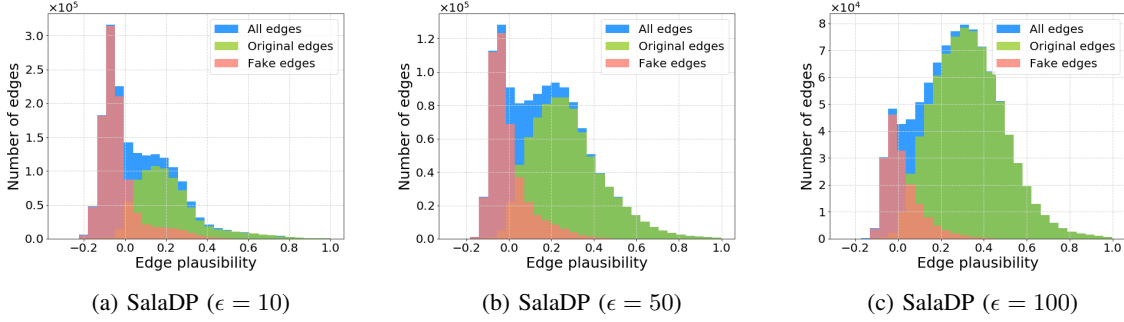 ×10⁵
3.0
2.5
2.0
1.5
1.0
0.5
0.0
−0.2 0.0 0.2 0.4 0.6 0.8 1.0
Number of edges
Edge plausibility
All edges
Original edges
Fake edges
(a) SalaDP (ϵ = 10)
×10⁵
1.2
1.0
0.8
0.6
0.4
0.2
0.0
−0.2 0.0 0.2 0.4 0.6 0.8 1.0
Number of edges
Edge plausibility
All edges
Original edges
Fake edges
(b) SalaDP (ϵ = 50)
×10⁴
8
7
6
5
4
3
2
1
0
−0.2 0.0 0.2 0.4 0.6 0.8 1.0
Number of edges
Edge plausibility
All edges
Original edges
Fake edges
(c) SalaDP (ϵ = 100)